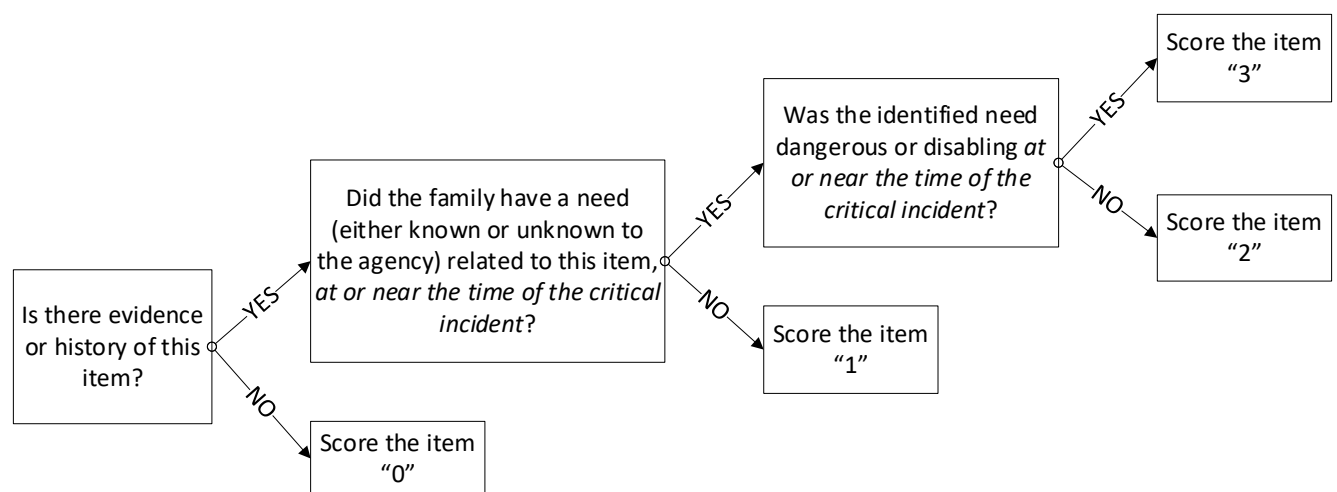 Is there evidence
or history of this
item?
YES
NO
Score the item
“0”
Did the family have a need
(either known or unknown to
the agency) related to this item,
at or near the time of the critical
incident?
YES
NO
Score the item
“1”
Was the identified need
dangerous or disabling at
or near the time of the
critical incident?
YES
NO
Score the item
“3”
Score the item
“2”